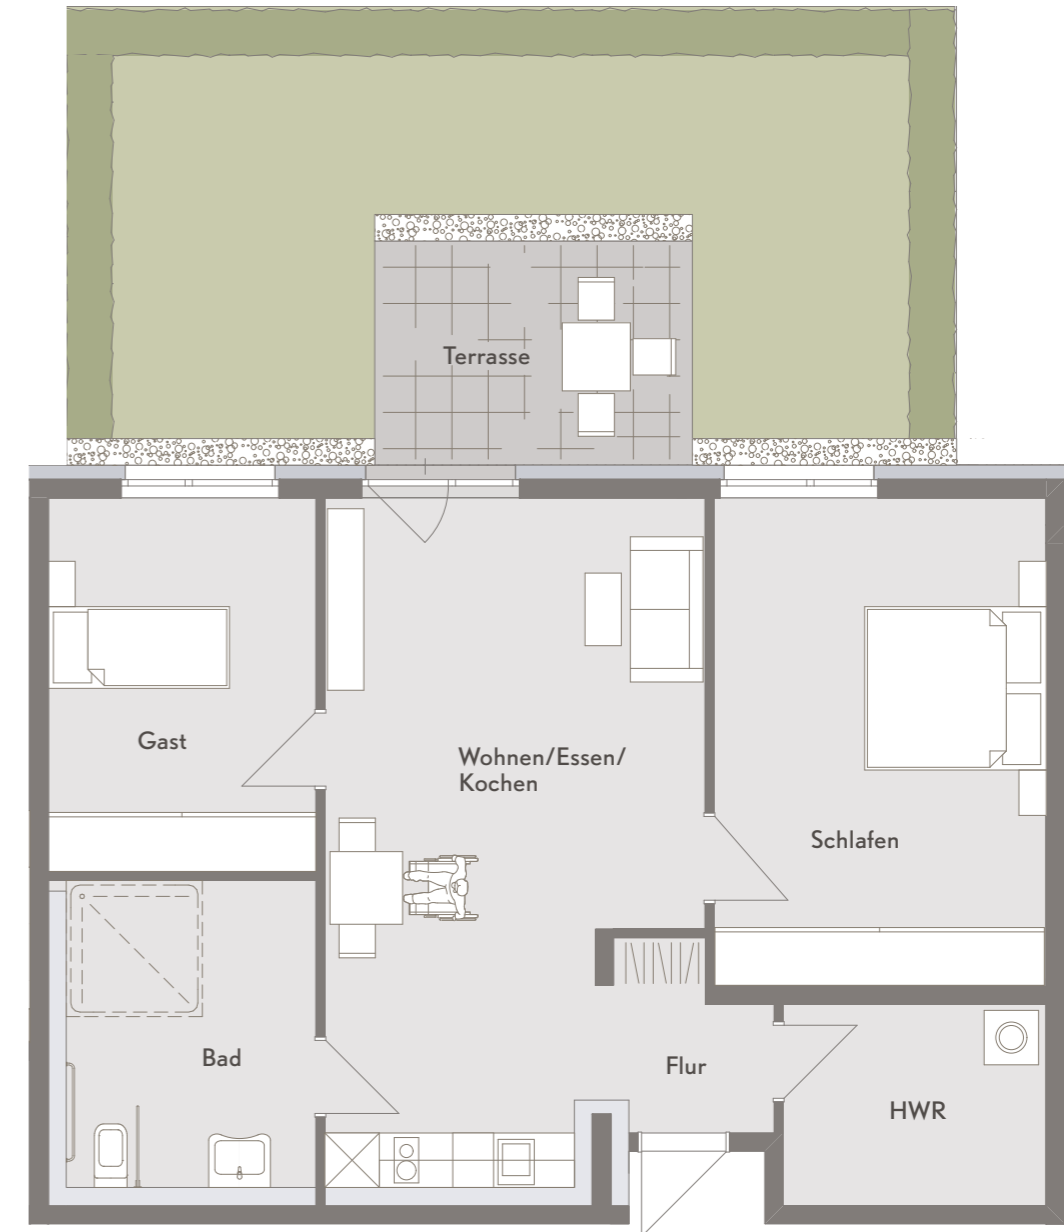 Terrasse
Gast
Wohnen/Essen/
Kochen
Schlafen
Bad
Flur
HWR